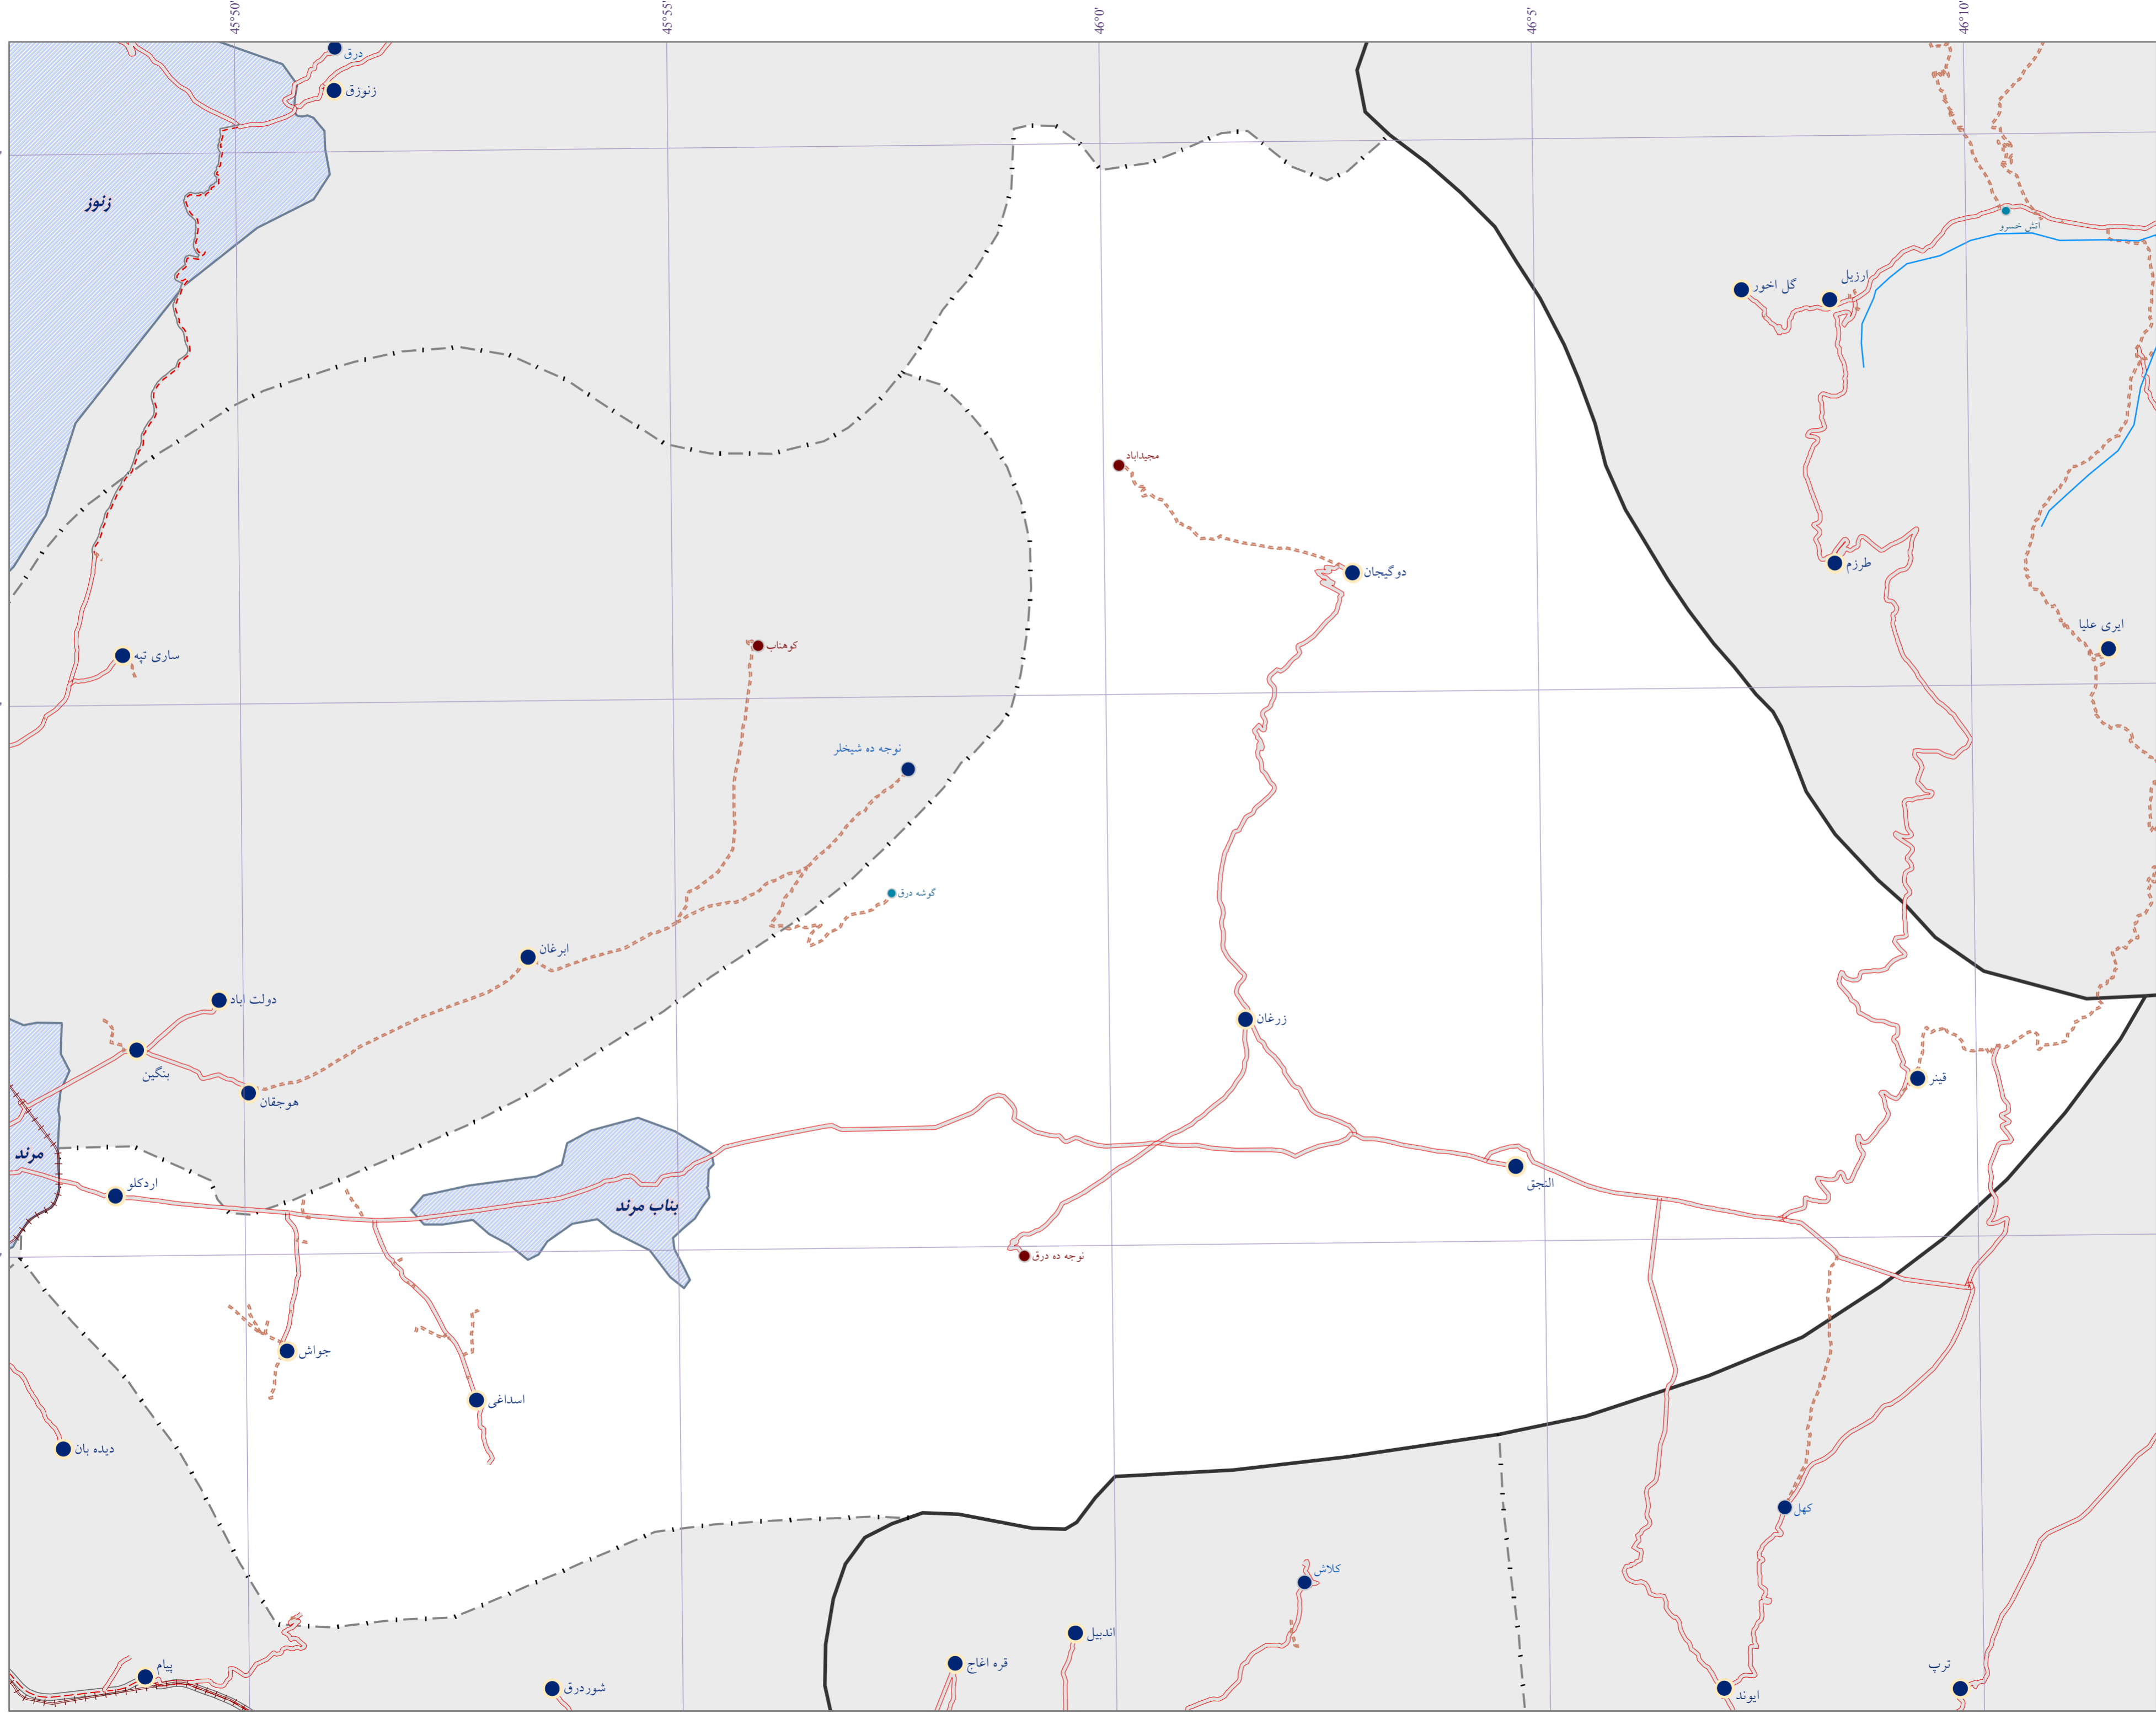 45°50'
45°55'
46°0'
46°5'
46°10'
درق
زنوزق
زنوز
اتش خسرو
ارزیل
گل اخور
مجیداباد
دوگیجان
طرزم
ایری علیا
ساری تپه
کوهتاب
نوجه ده شیخلر
گوشه درق
ابرغان
دولت اباد
زرغان
بنگین
قینر
هوجقان
مرند
اردکلو
النجق
بناب مرند
نوجه ده درق
جواش
اسداغی
دیده بان
کهل
کلاش
اندبیل
قره اغاج
ترپ
پیام
شوردرق
ایوند